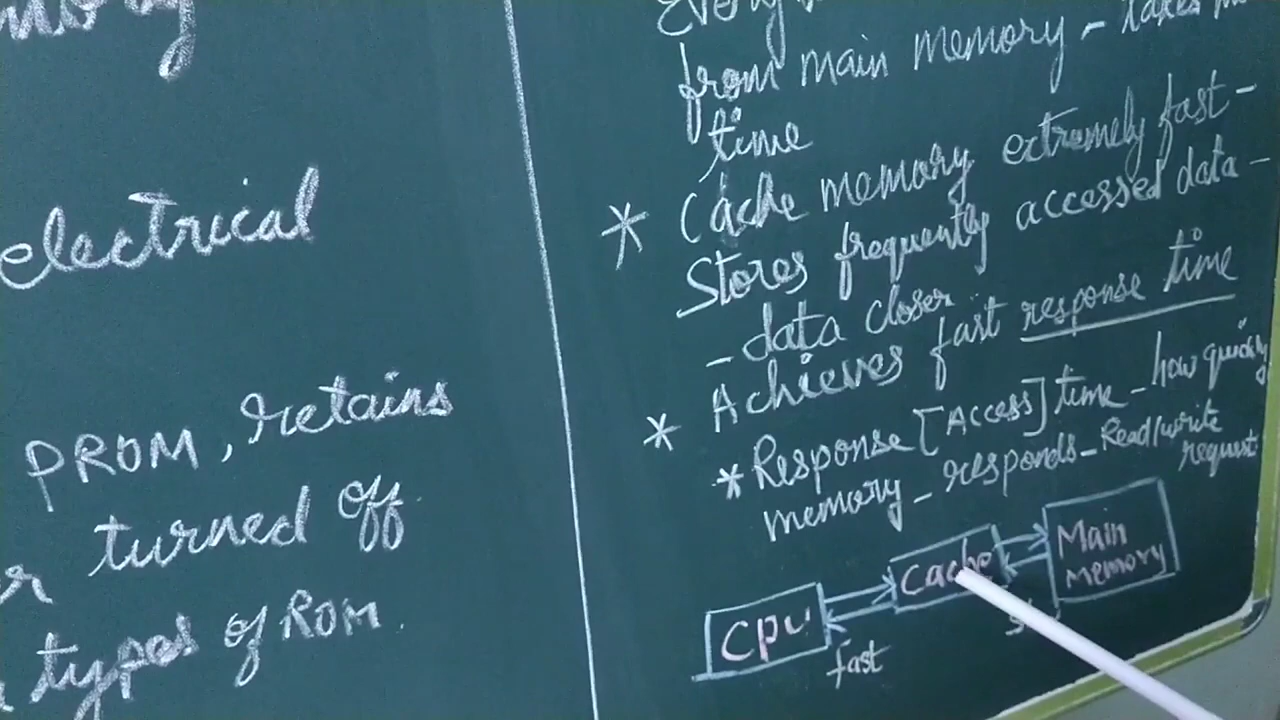 electrical
PROM, retains
turned off
types of ROM.
from main memory - takes
time
* Cache memory extremely fast -
Stores frequently accessed data -
- data closer
Achieves fast response time
* * Response [Access] time - how quickly
memory - responds - Read/write
request
Cpu
Cache
Main
Memory
fast